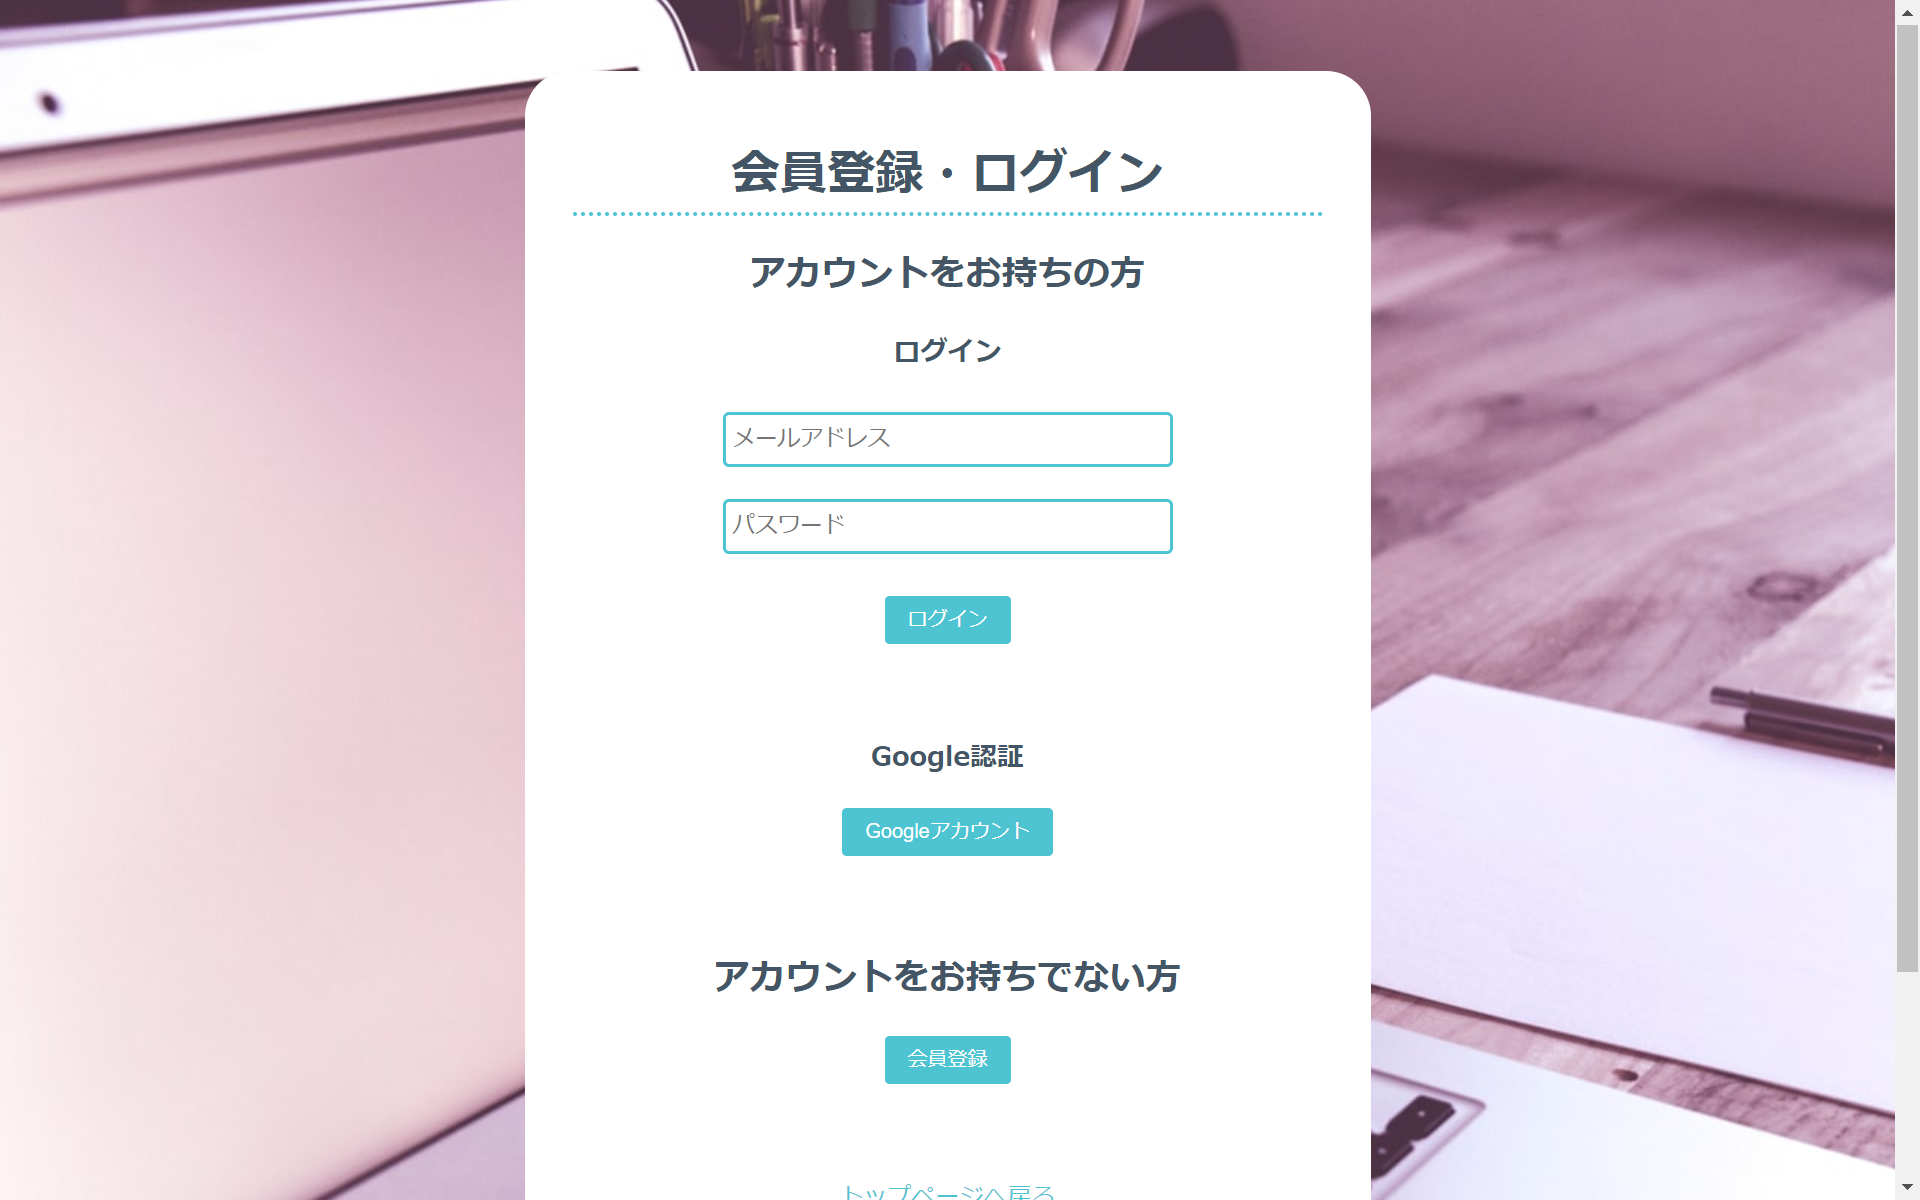 会員登録・ログイン
アカウントをお持ちの方
ログイン
メールアドレス
パスワード
ログイン
Google認証
Googleアカウント
アカウントをお持ちでない方
会員登録
トップページへ戻る